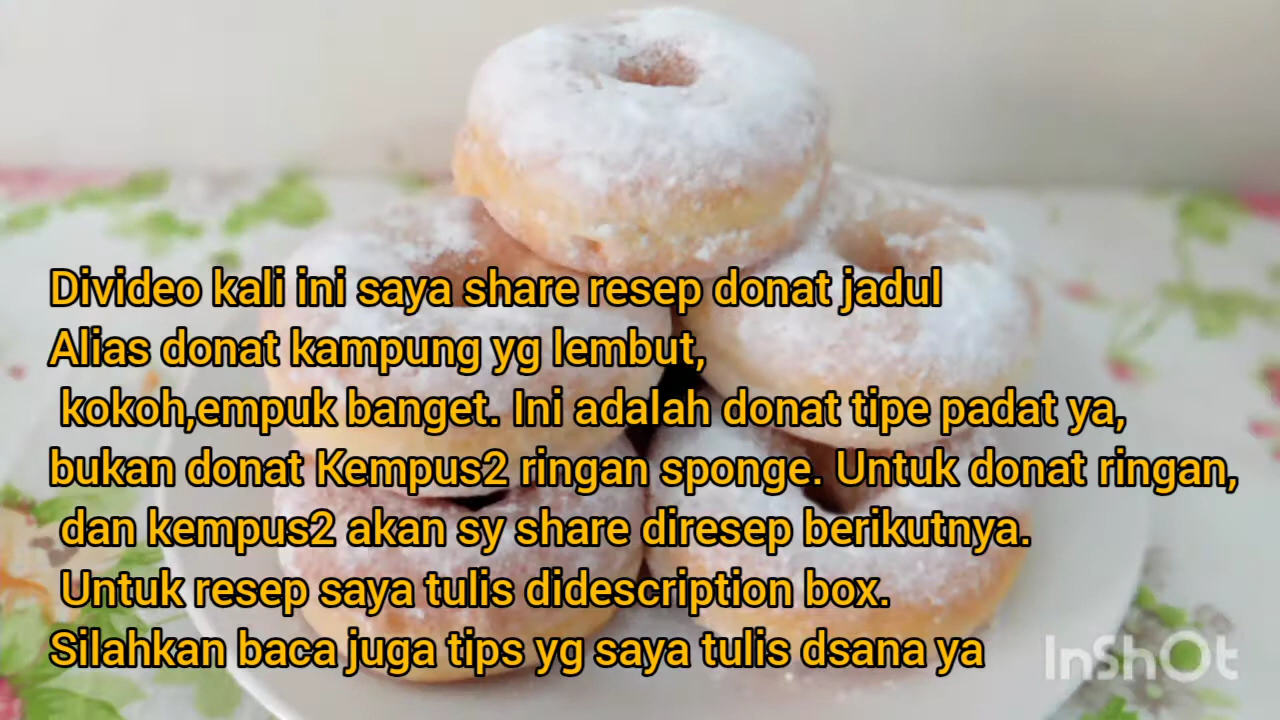 Divideo kali ini saya share resep donat jadul
Alias donat kampung yg lembut,
kokoh,empuk banget. Ini adalah donat tipe padat ya,
bukan donat Kempus2 ringan sponge. Untuk donat ringan,
dan kempus2 akan sy share diresep berikutnya.
Untuk resep saya tulis didescription box.
Silahkan baca juga tips yg saya tulis dsana ya
InShOt